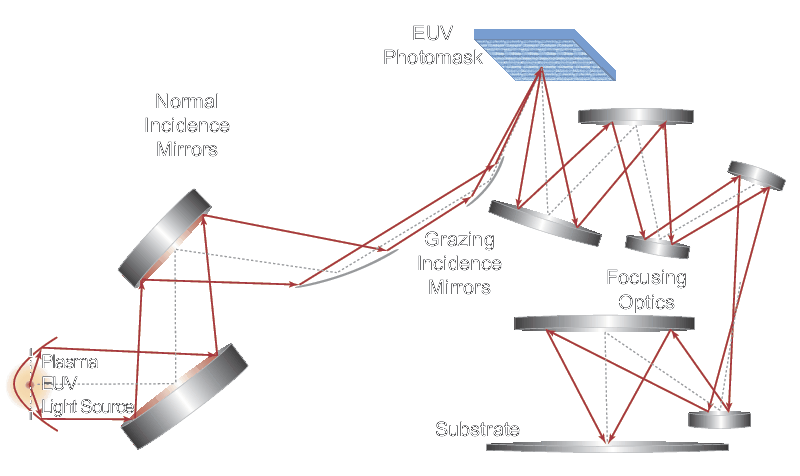 EUV
Photomask
Normal
Incidence
Mirrors
Grazing
Incidence
Mirrors
Focusing
Optics
Plasma
EUV
Light Source
Substrate